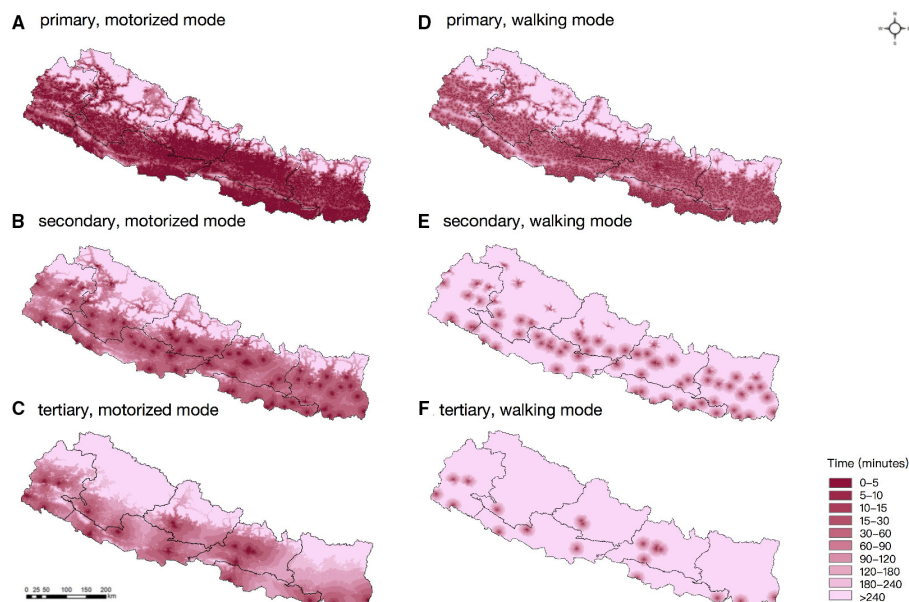 A primary, motorized mode
D primary, walking mode
N
W E
S
B secondary, motorized mode
E secondary, walking mode
C tertiary, motorized mode
F tertiary, walking mode
Time (minutes)
0–5
5–10
10–15
15–30
30–60
60–90
90–120
120–180
180–240
>240
0 25 50 100 150 200
km